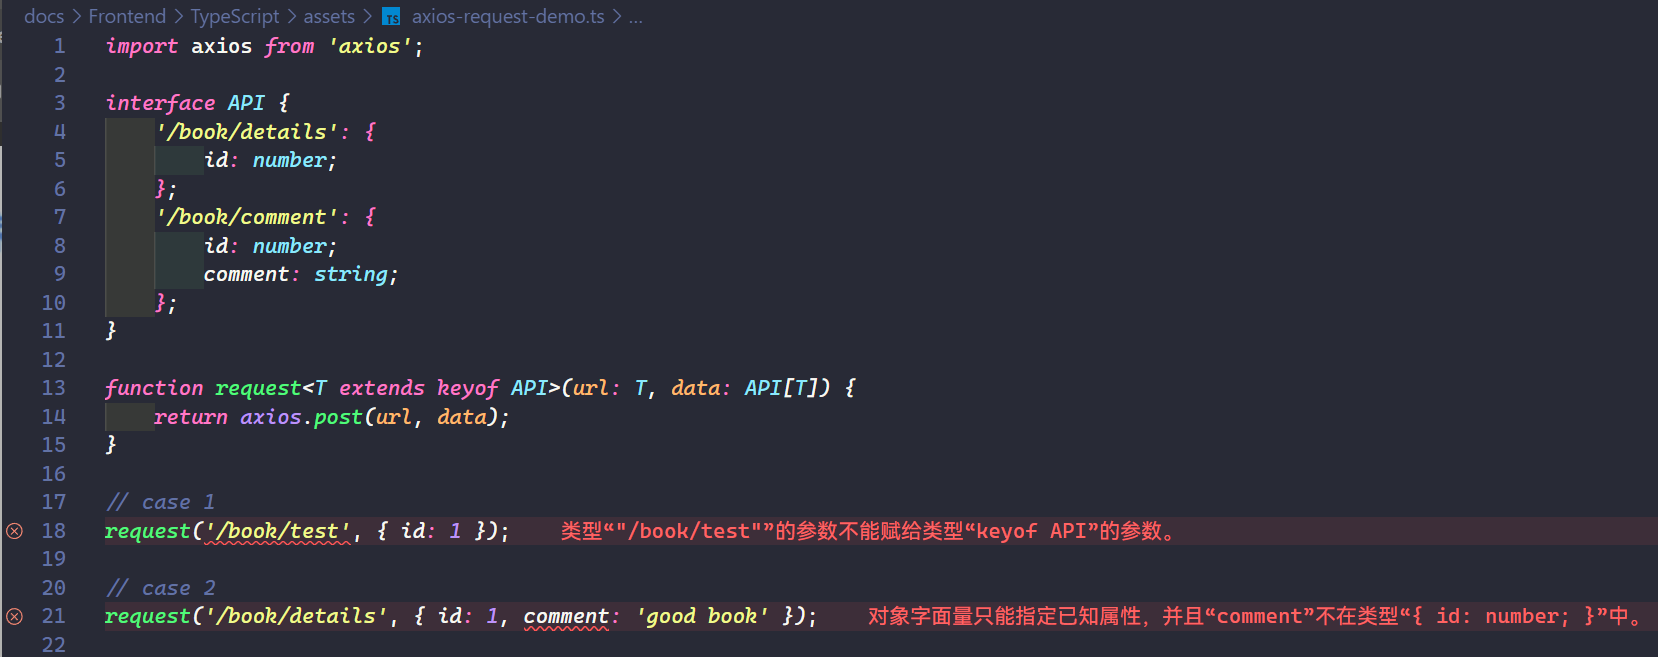 docs > Frontend > TypeScript > assets > TS axios-request-demo.ts > ...
1 import axios from 'axios';
2
3 interface API {
4 '/book/details': {
5 id: number;
6 };
7 '/book/comment': {
8 id: number;
9 comment: string;
10 };
11 }
12
13 function request<T extends keyof API>(url: T, data: API[T]) {
14 return axios.post(url, data);
15 }
16
17 // case 1
18 request('/book/test', { id: 1 }); 类型“"/book/test"”的参数不能赋给类型“keyof API”的参数。
19
20 // case 2
21 request('/book/details', { id: 1, comment: 'good book' }); 对象字面量只能指定已知属性，并且“comment”不在类型“{ id: number; }”中。
22